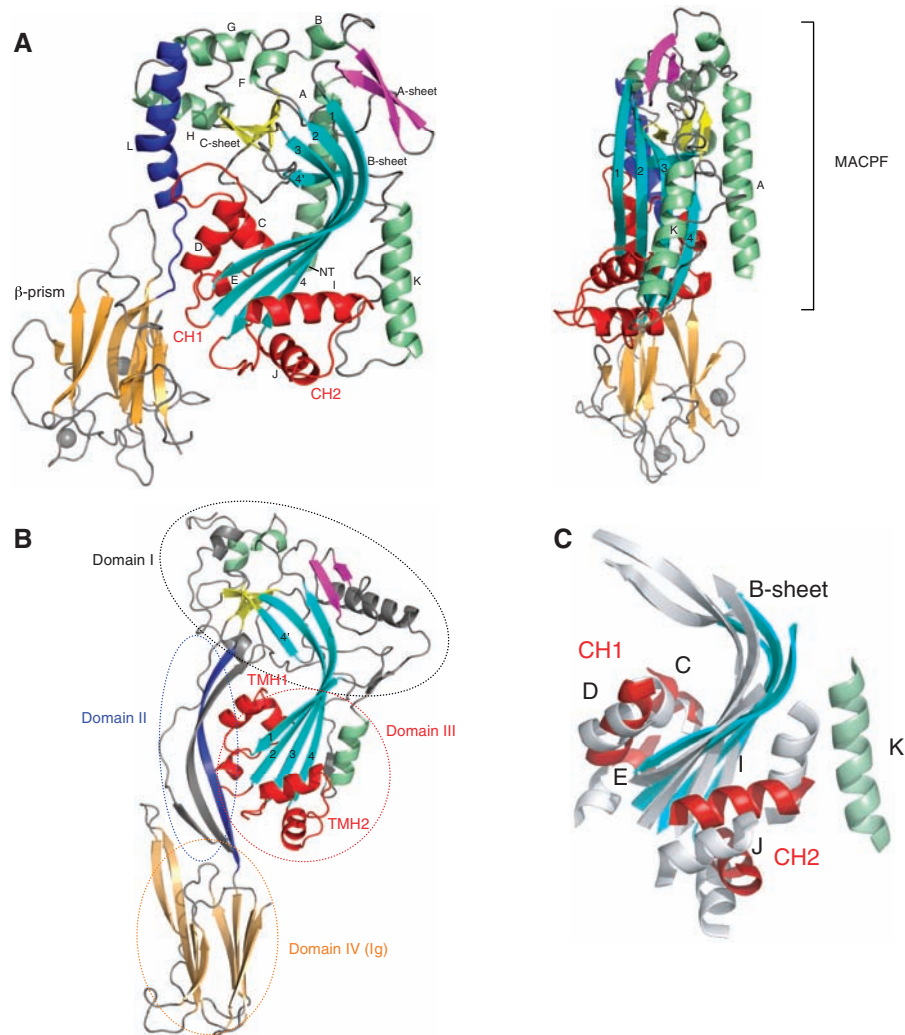 A
G
B
F
A
A-sheet
1
H
C-sheet
2
3
B-sheet
L
4'
C
D
E
NT
4
I
K
β-prism
CH1
J
CH2
MACPF
1
2
3
A
K
4
B
Domain I
4'
TMH1
Domain II
Domain III
1
2
3
4
TMH2
Domain IV (Ig)
C
B-sheet
CH1
C
D
K
E
I
J
CH2